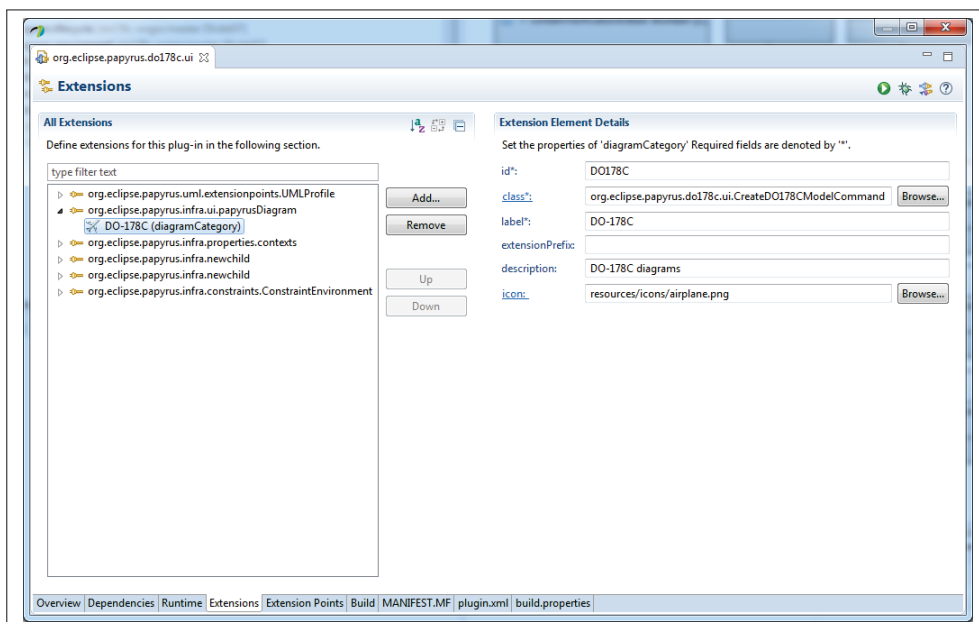 org.eclipse.papyrus.do178c.ui
Extensions
All Extensions
Define extensions for this plug-in in the following section.
type filter text
org.eclipse.papyrus.uml.extensionpoints.UMLProfile
org.eclipse.papyrus.infra.ui.papyrusDiagram
DO-178C (diagramCategory)
org.eclipse.papyrus.infra.properties.contexts
org.eclipse.papyrus.infra.newchild
org.eclipse.papyrus.infra.newchild
org.eclipse.papyrus.infra.constraints.ConstraintEnvironment
Add...
Remove
Up
Down
Extension Element Details
Set the properties of 'diagramCategory' Required fields are denoted by '*'.
id*: DO178C
class*: org.eclipse.papyrus.do178c.ui.CreateDO178CModelCommand Browse...
label*: DO-178C
extensionPrefix:
description: DO-178C diagrams
icon: resources/icons/airplane.png Browse...
Overview Dependencies Runtime Extensions Extension Points Build MANIFEST.MF plugin.xml build.properties